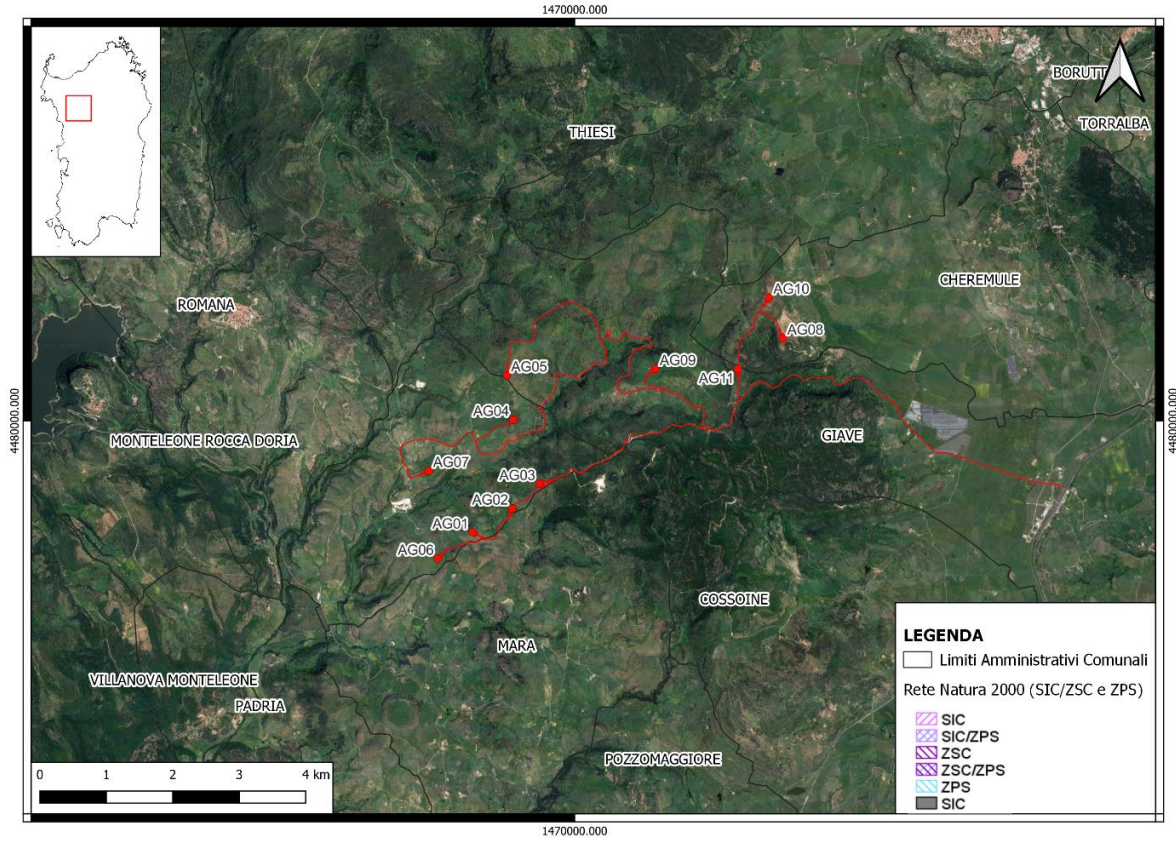 1470000.000
BORUTT
TORRALBA
THIESI
CHEREMULE
AG10
ROMANA
AG08
AG09
AG05
AG11
4480000.000
4480000.000
AG04
GIAVE
MONTELEONE ROCCA DORIA
AG07
AG03
AG02
AG01
AG06
COSSOINE
LEGENDA
MARA
Limiti Amministrativi Comunali
VILLANOVA MONTELEONE
Rete Natura 2000 (SIC/ZSC e ZPS)
PADRIA
SIC
SIC/ZPS
ZSC
POZZOMAGGIORE
ZSC/ZPS
0 1 2 3 4 km
ZPS
1
SIC
1470000.000